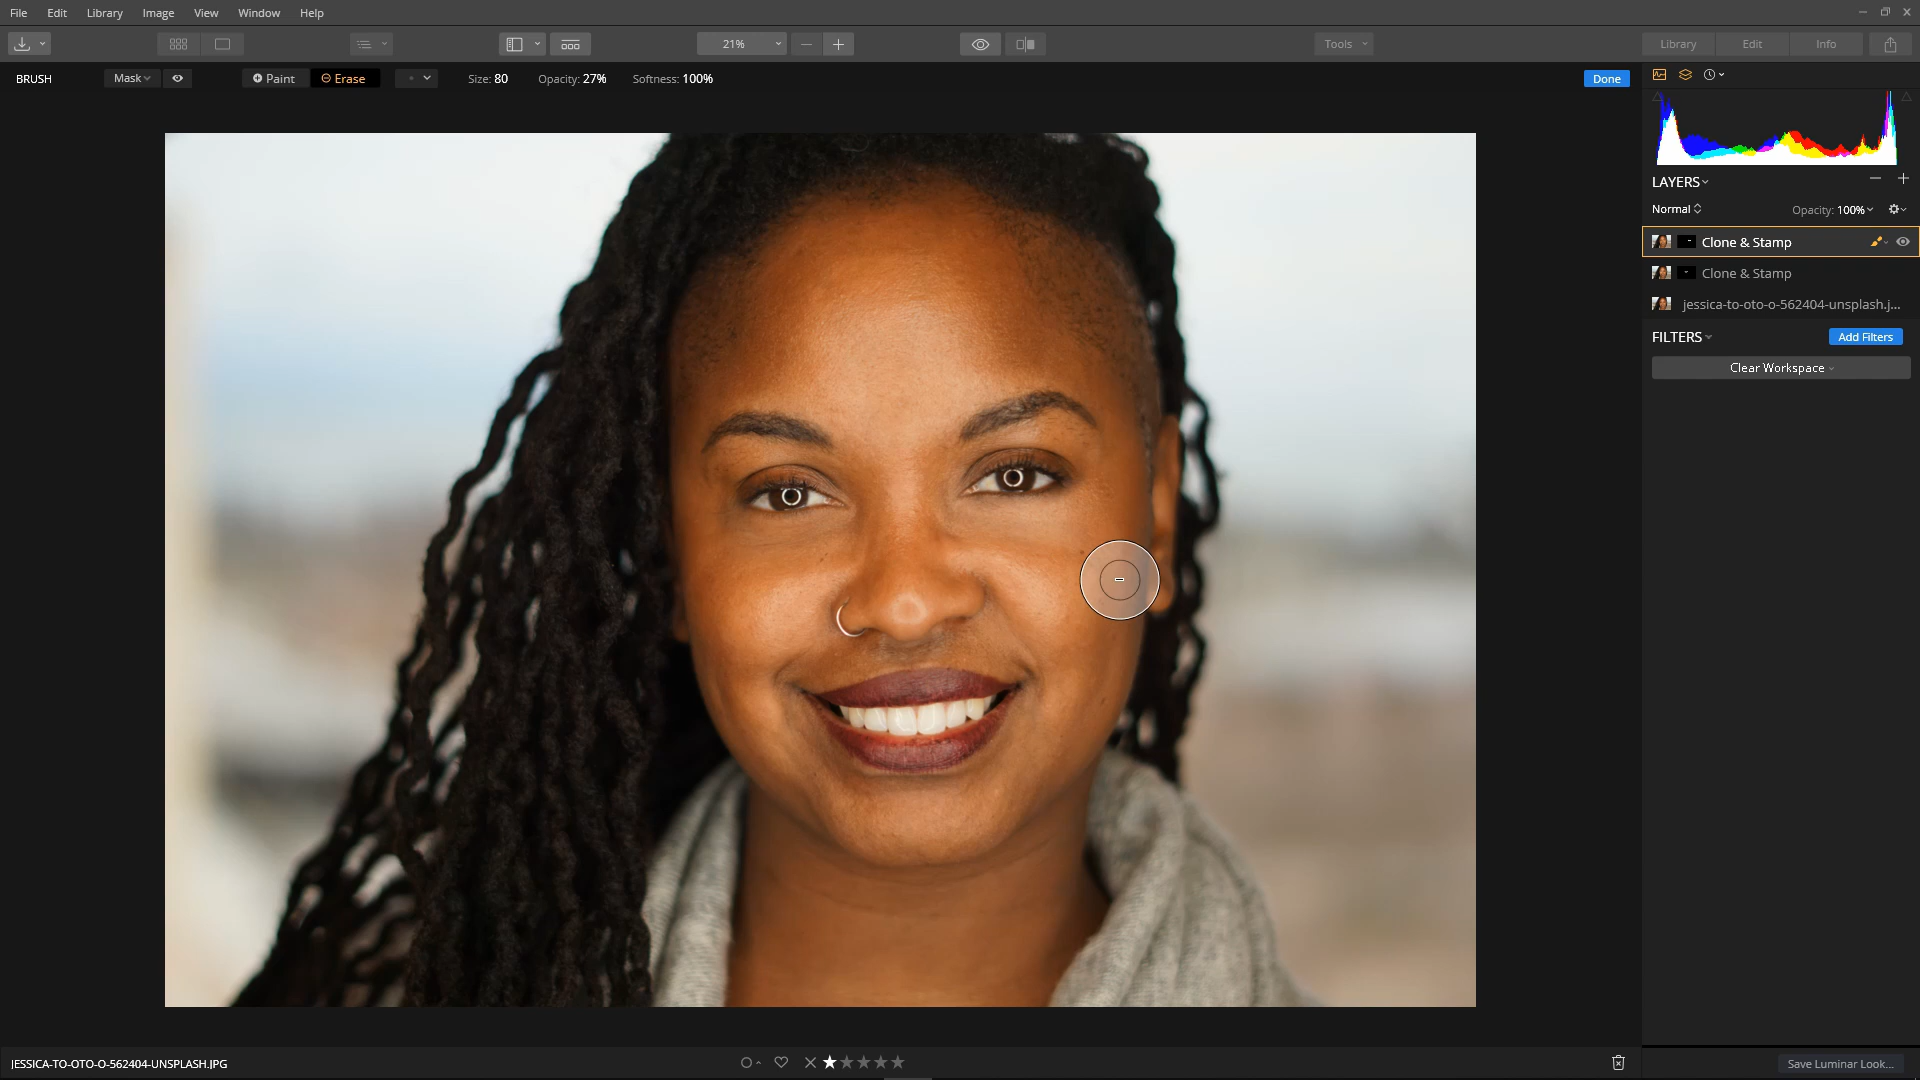 File Edit Library Image View Window Help
21% Tools Library Edit Info
BRUSH Mask Paint Erase Size: 80 Opacity: 27% Softness: 100% Done
LAYERS
Normal Opacity: 100%
Clone & Stamp
Clone & Stamp
jessica-to-oto-o-562404-unsplash.j...
FILTERS Add Filters
Clear Workspace
JESSICA-TO-OTO-O-562404-UNSPLASH.JPG Save Luminar Look...